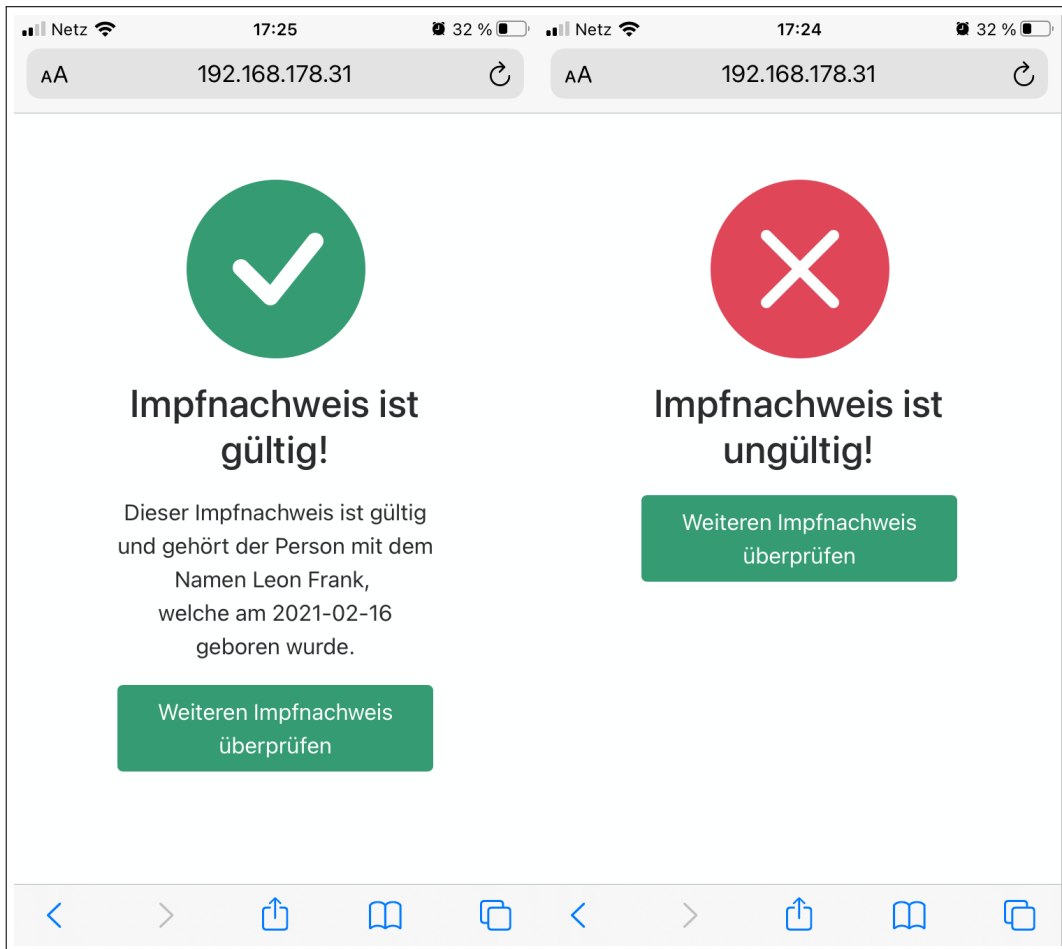 Netz 17:25 32 %
AA 192.168.178.31
Impfnachweis ist
gültig!
Dieser Impfnachweis ist gültig
und gehört der Person mit dem
Namen Leon Frank,
welche am 2021-02-16
geboren wurde.
Weiteren Impfnachweis
überprüfen
Netz 17:24 32 %
AA 192.168.178.31
Impfnachweis ist
ungültig!
Weiteren Impfnachweis
überprüfen